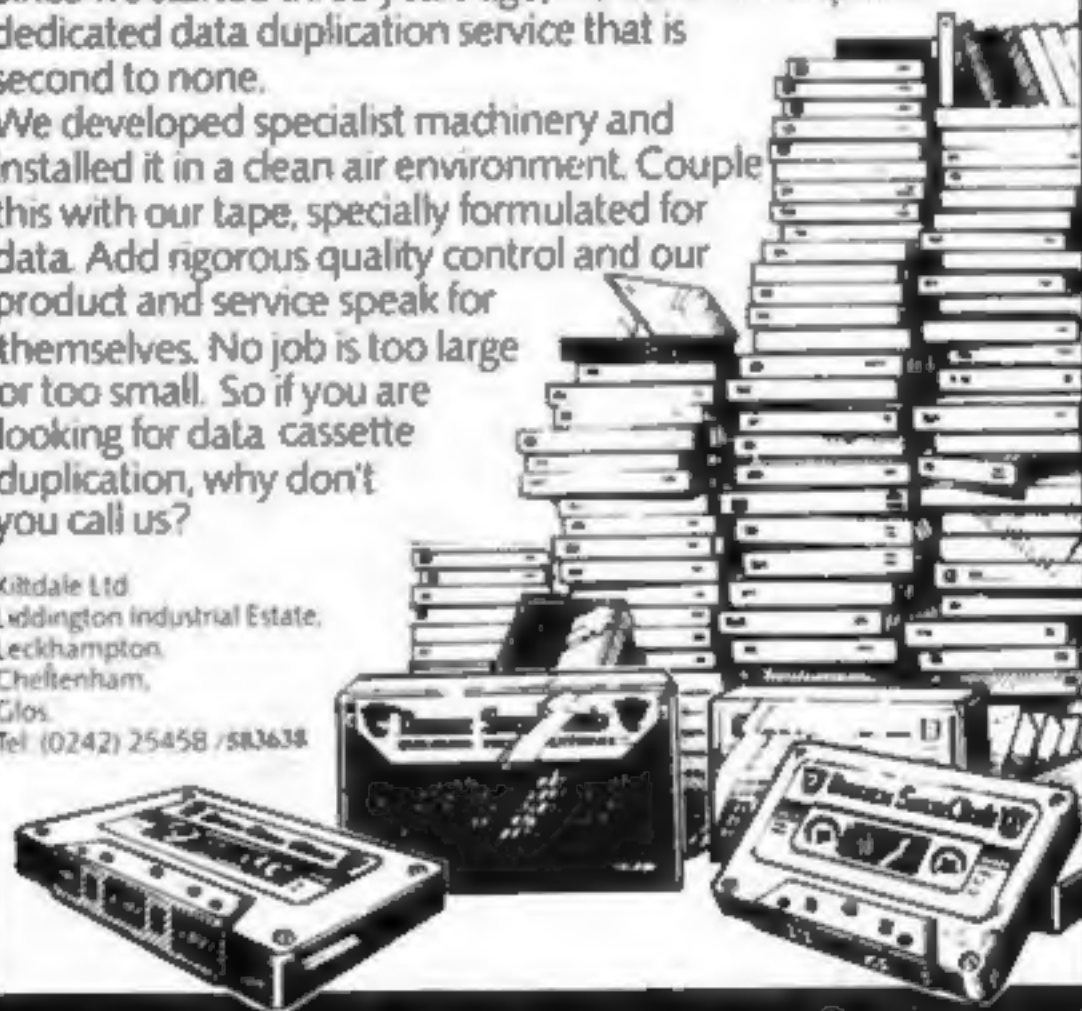 dedicated data duplication service that is
second to none.
We developed specialist machinery and
installed it in a clean air environment. Couple
this with our tape, specially formulated for
data. Add rigorous quality control and our
product and service speak for
themselves. No job is too large
or too small. So if you are
looking for data cassette
duplication, why don't
you call us?
Kiltdale Ltd
Liddington Industrial Estate,
Leckhampton,
Cheltenham,
Glos.
Tel: (0242) 25458 / 583638